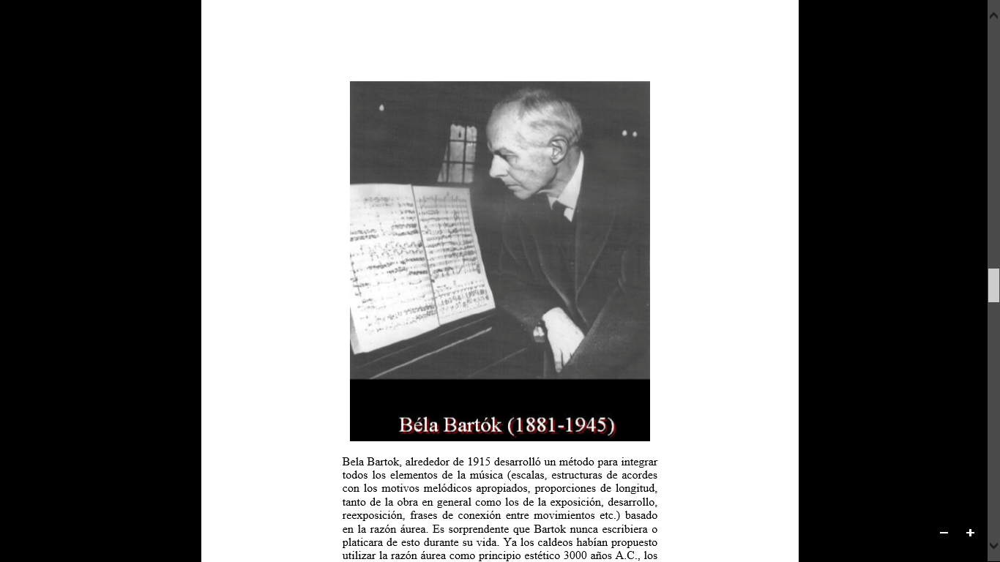 Béla Bartók (1881-1945)
Bela Bartok, alrededor de 1915 desarrolló un método para integrar
todos los elementos de la música (escalas, estructuras de acordes
con los motivos melódicos apropiados, proporciones de longitud,
tanto de la obra en general como los de la exposición, desarrollo,
reexposición, frases de conexión entre movimientos etc.) basado
en la razón áurea. Es sorprendente que Bartok nunca escribiera o
platicara de esto durante su vida. Ya los caldeos habían propuesto
utilizar la razón áurea como principio estético 3000 años A.C., los